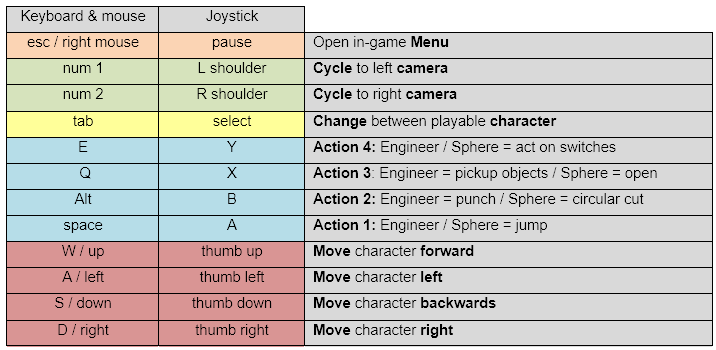 Keyboard & mouse Joystick
esc / right mouse pause Open in-game Menu
num 1 L shoulder Cycle to left camera
num 2 R shoulder Cycle to right camera
tab select Change between playable character
E Y Action 4: Engineer / Sphere = act on switches
Q X Action 3: Engineer = pickup objects / Sphere = open
Alt B Action 2: Engineer = punch / Sphere = circular cut
space A Action 1: Engineer / Sphere = jump
W / up thumb up Move character forward
A / left thumb left Move character left
S / down thumb down Move character backwards
D / right thumb right Move character right